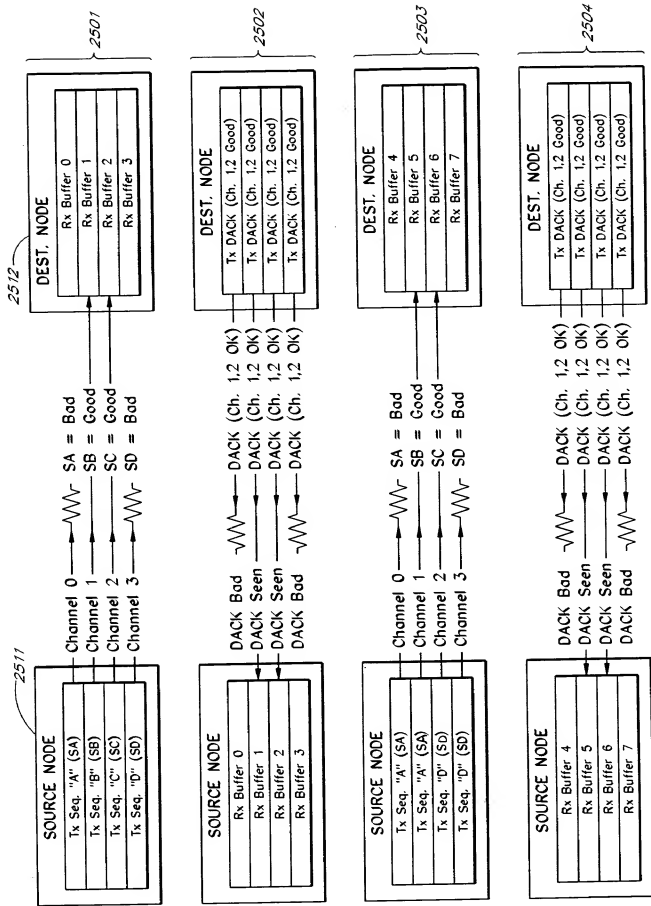 2511
2512
SOURCE NODE
Tx Seq. "A" (SA)
Tx Seq. "B" (SB)
Tx Seq. "C" (SC)
Tx Seq. "D" (SD)
Channel 0 SA = Bad
Channel 1 SB = Good
Channel 2 SC = Good
Channel 3 SD = Bad
DEST. NODE
Rx Buffer 0
Rx Buffer 1
Rx Buffer 2
Rx Buffer 3
2501
SOURCE NODE
Rx Buffer 0
Rx Buffer 1
Rx Buffer 2
Rx Buffer 3
DACK Bad DACK (Ch. 1,2 OK)
DACK Seen DACK (Ch. 1,2 OK)
DACK Seen DACK (Ch. 1,2 OK)
DACK Bad DACK (Ch. 1,2 OK)
DEST. NODE
Tx DACK (Ch. 1,2 Good)
Tx DACK (Ch. 1,2 Good)
Tx DACK (Ch. 1,2 Good)
Tx DACK (Ch. 1,2 Good)
2502
SOURCE NODE
Tx Seq. "A" (SA)
Tx Seq. "A" (SA)
Tx Seq. "D" (SD)
Tx Seq. "D" (SD)
Channel 0 SA = Bad
Channel 1 SB = Good
Channel 2 SC = Good
Channel 3 SD = Bad
DEST. NODE
Rx Buffer 4
Rx Buffer 5
Rx Buffer 6
Rx Buffer 7
2503
SOURCE NODE
Rx Buffer 4
Rx Buffer 5
Rx Buffer 6
Rx Buffer 7
DACK Bad DACK (Ch. 1,2 OK)
DACK Seen DACK (Ch. 1,2 OK)
DACK Seen DACK (Ch. 1,2 OK)
DACK Bad DACK (Ch. 1,2 OK)
DEST. NODE
Tx DACK (Ch. 1,2 Good)
Tx DACK (Ch. 1,2 Good)
Tx DACK (Ch. 1,2 Good)
Tx DACK (Ch. 1,2 Good)
2504